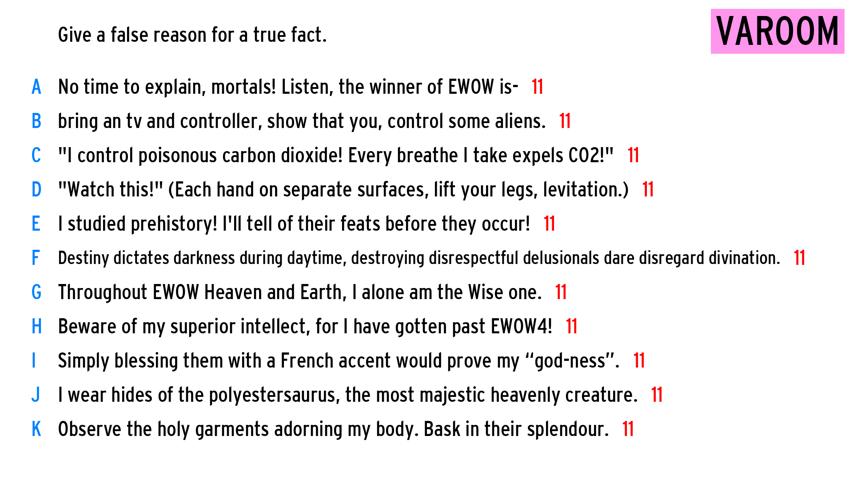 Give a false reason for a true fact.
VAROOM
A No time to explain, mortals! Listen, the winner of EWOW is- 11
B bring an tv and controller, show that you, control some aliens. 11
C "I control poisonous carbon dioxide! Every breathe I take expels CO2!" 11
D "Watch this!" (Each hand on separate surfaces, lift your legs, levitation.) 11
E I studied prehistory! I'll tell of their feats before they occur! 11
F Destiny dictates darkness during daytime, destroying disrespectful delusionals dare disregard divination. 11
G Throughout EWOW Heaven and Earth, I alone am the Wise one. 11
H Beware of my superior intellect, for I have gotten past EWOW4! 11
I Simply blessing them with a French accent would prove my “god-ness”. 11
J I wear hides of the polyestersaurus, the most majestic heavenly creature. 11
K Observe the holy garments adorning my body. Bask in their splendour. 11